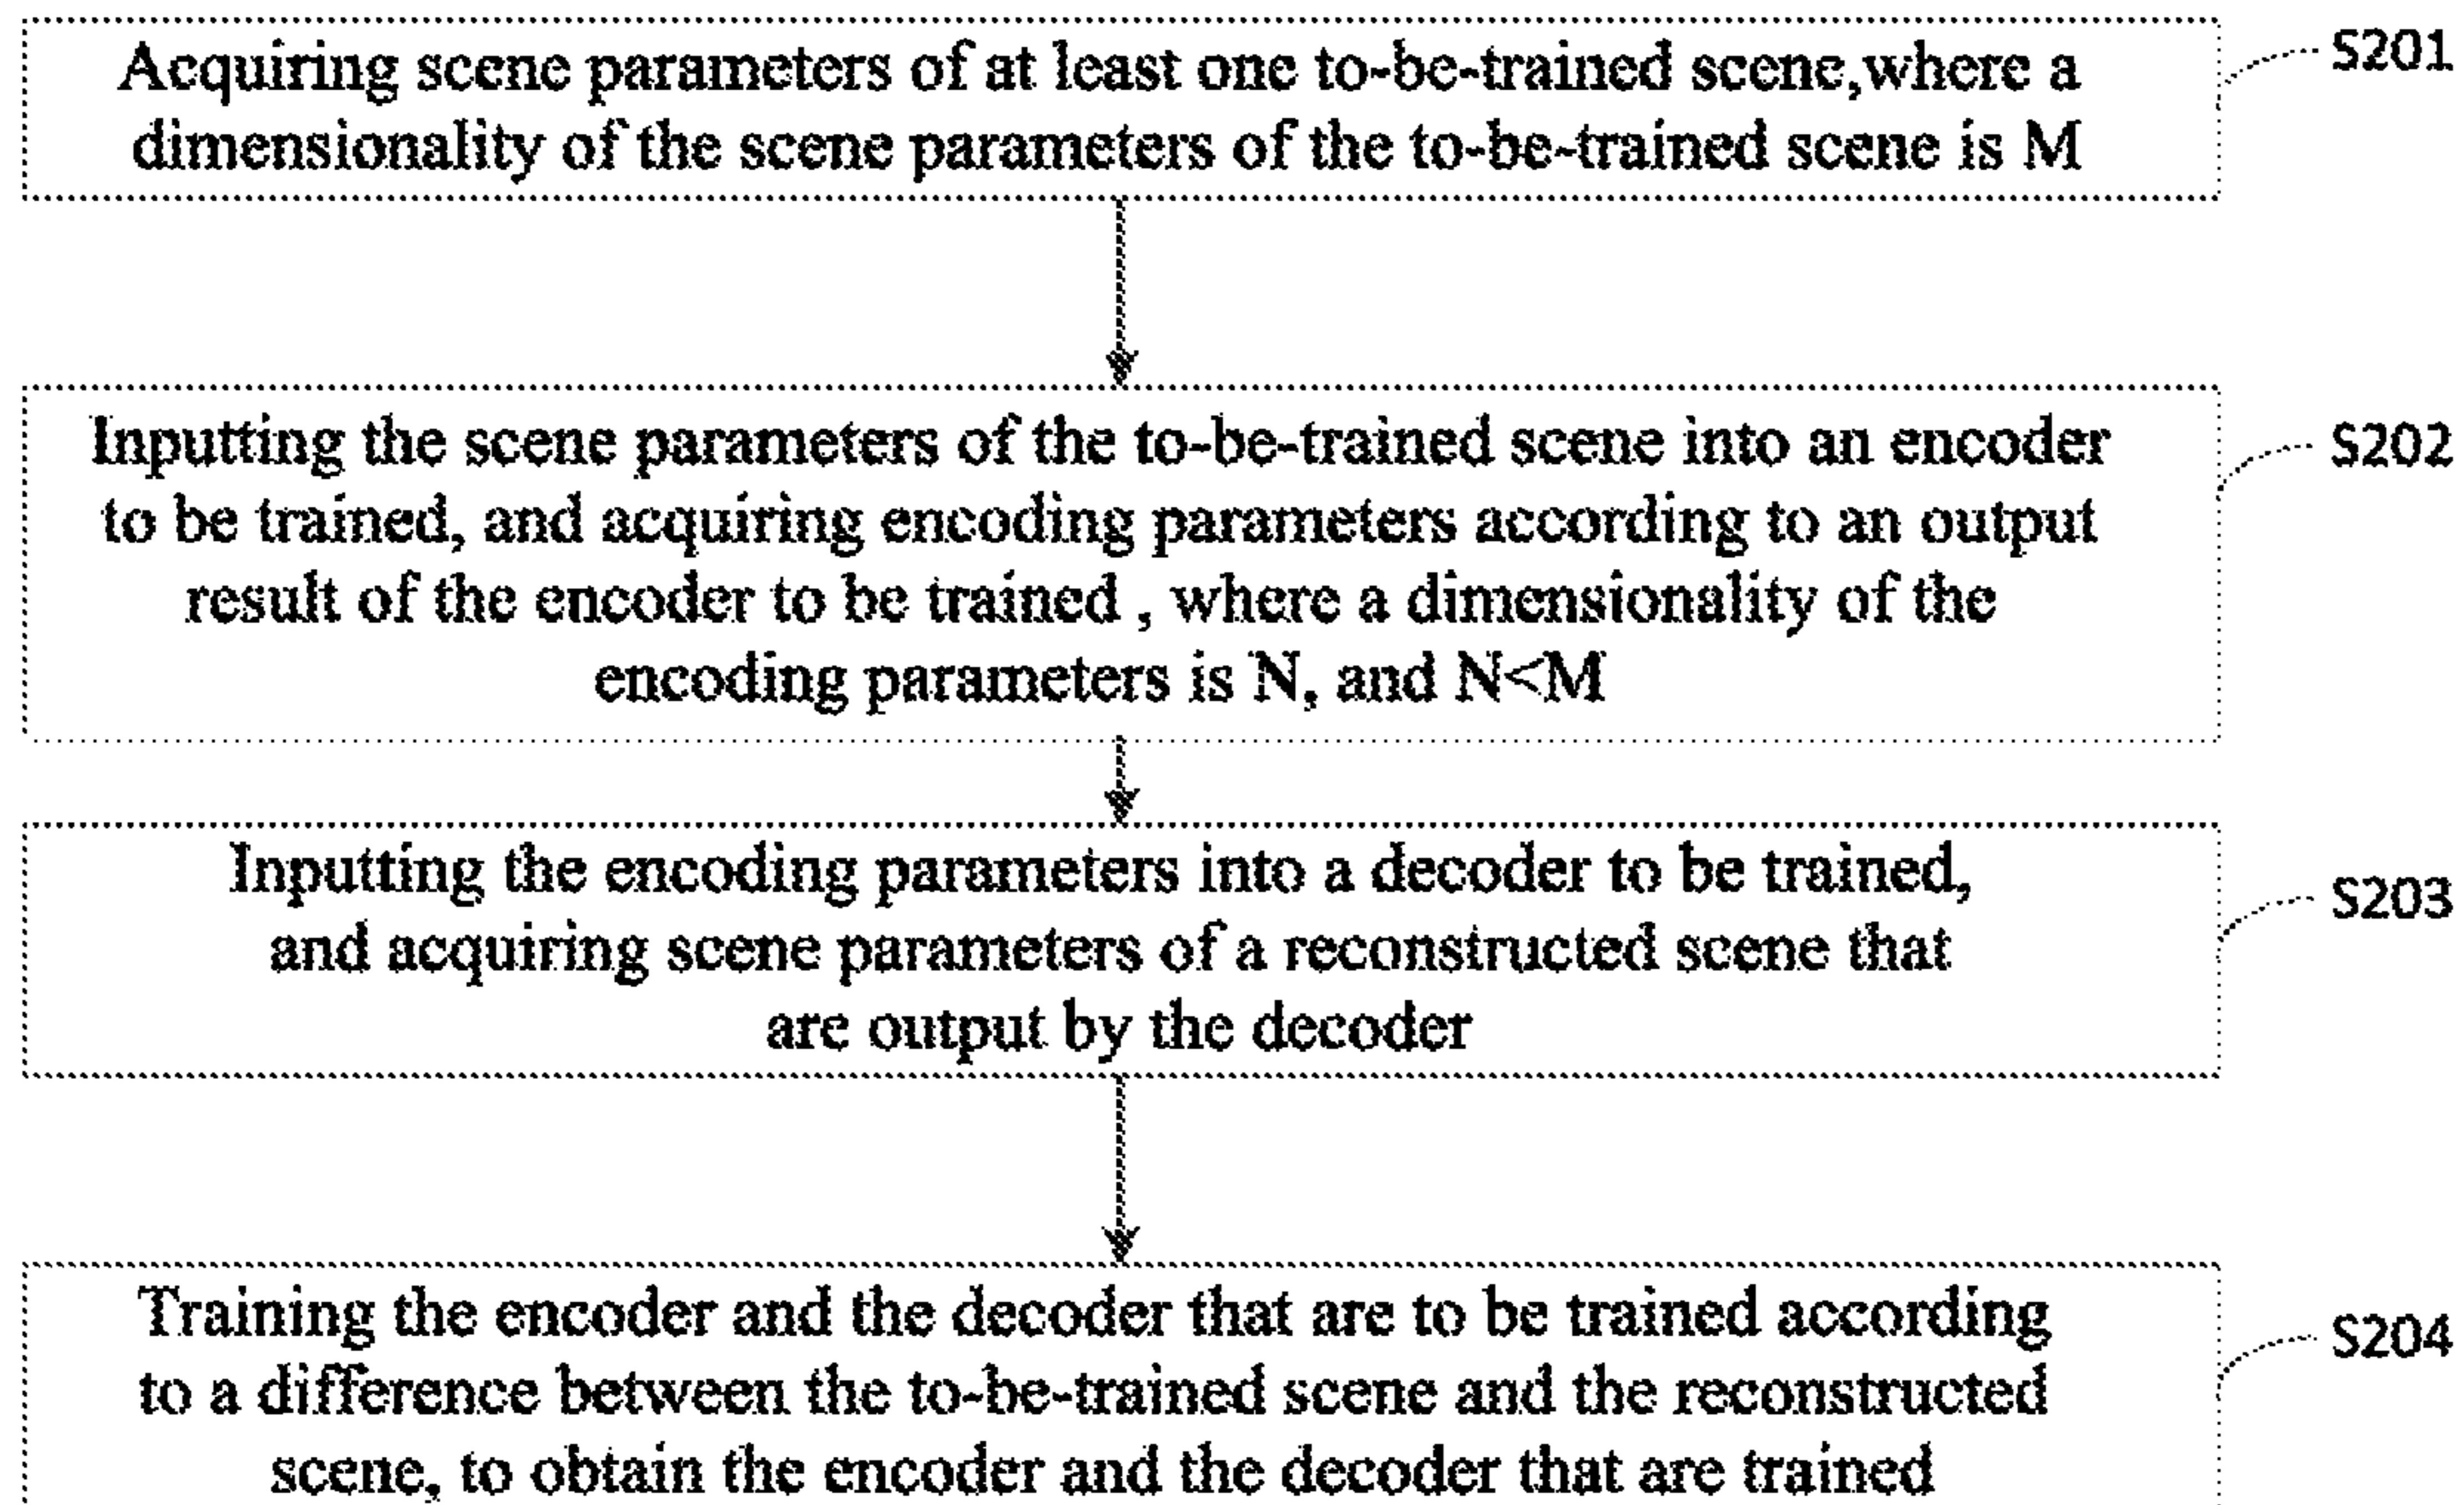 Acquiring scene parameters of at least one to-be-trained scene,where a
dimensionality of the scene parameters of the to-be-trained scene is M
S201
Inputting the scene parameters of the to-be-trained scene into an encoder
to be trained, and acquiring encoding parameters according to an output
result of the encoder to be trained , where a dimensionality of the
encoding parameters is N, and N<M
S202
Inputting the encoding parameters into a decoder to be trained,
and acquiring scene parameters of a reconstructed scene that
are output by the decoder
S203
Training the encoder and the decoder that are to be trained according
to a difference between the to-be-trained scene and the reconstructed
scene, to obtain the encoder and the decoder that are trained
S204